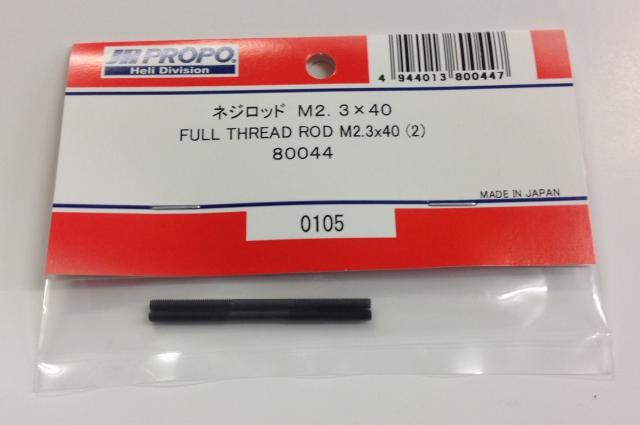 JR PROPO
Heli Division
4 944013 800447
ネジロッド M2.3×40
FULL THREAD ROD M2.3x40 (2)
80044
MADE IN JAPAN
0105